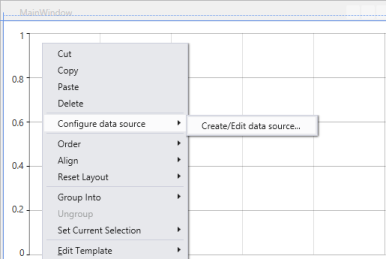 MainWindow
1
Cut
Copy
0.8
Paste
Delete
0.6
Configure data source
Create/Edit data source...
Order
0.4
Align
Reset Layout
Group Into
0.2
Ungroup
Set Current Selection
0
Edit Template